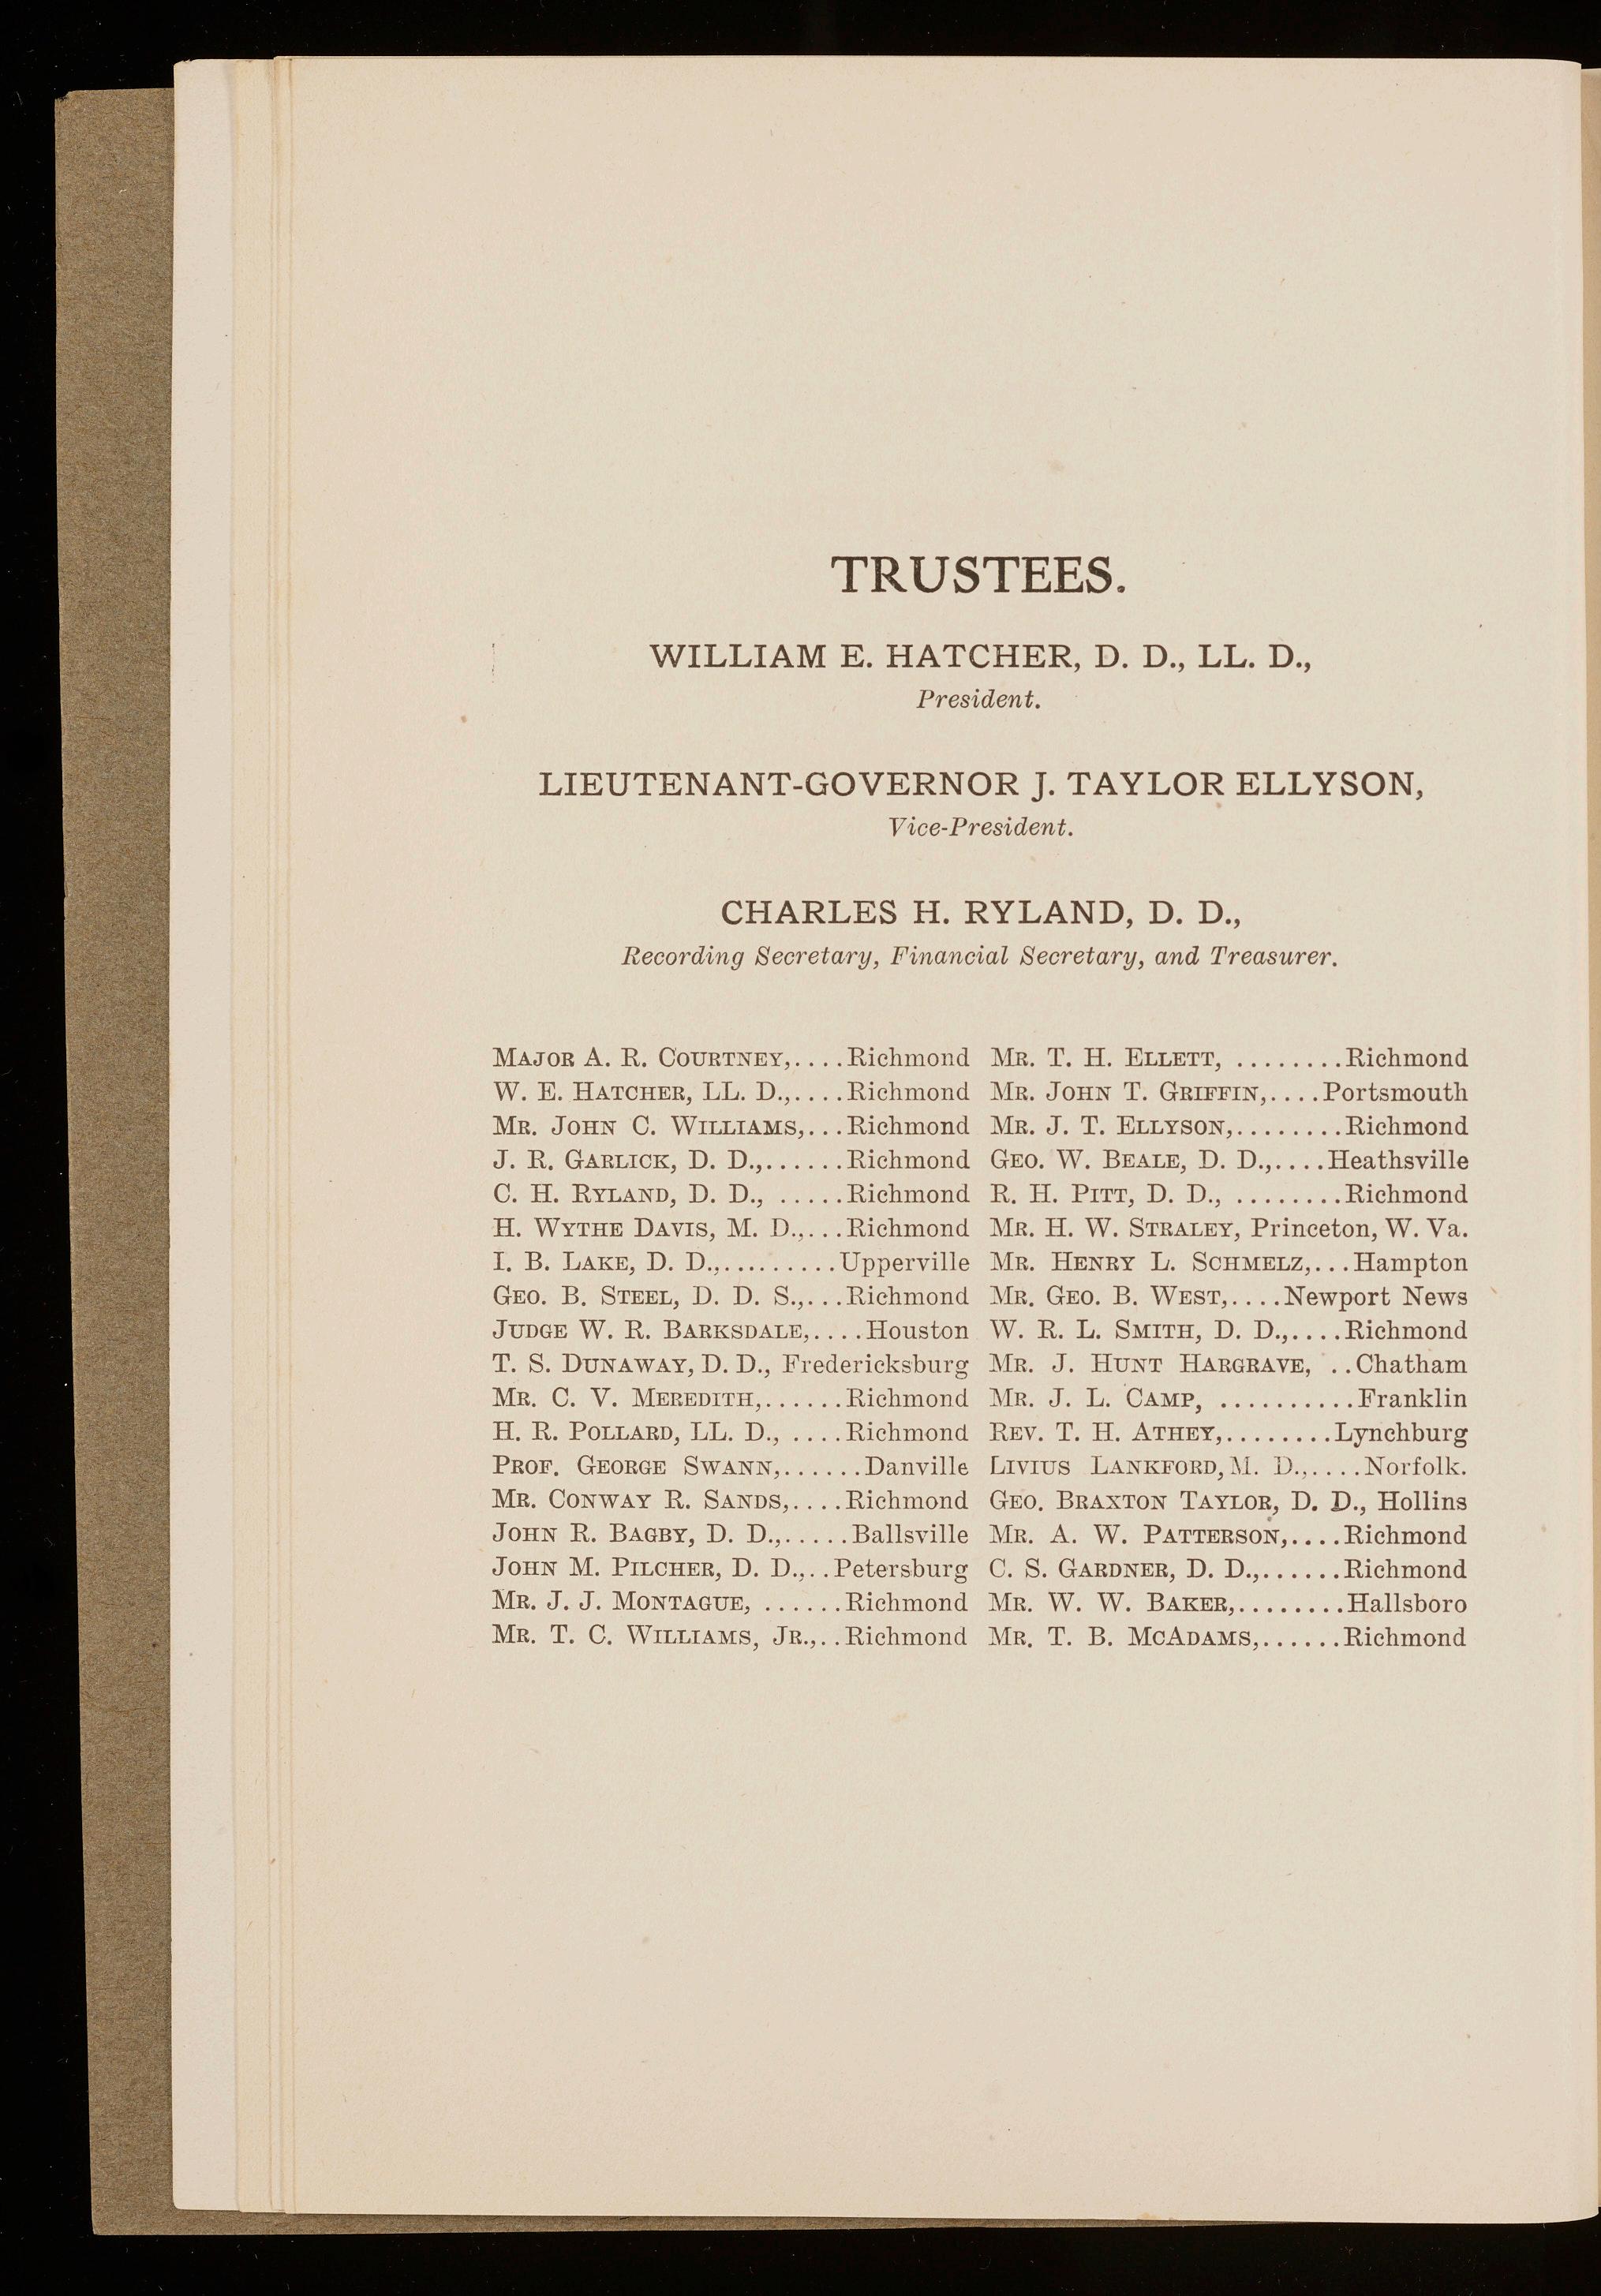 TRUSTEES.
WILLIAM E. HATCHER, D. D., LL. D.,
President.
LIEUTENANT-GOVERNOR J. TAYLOR ELLYSON,
Vice-President.
CHARLES H. RYLAND, D. D.,
Recording Secretary, Financial Secretary, and Treasurer.
MAJOR A. R. COURTNEY,....Richmond
W. E. HATCHER, LL. D.,....Richmond
MR. JOHN C. WILLIAMS,...Richmond
J. R. GARLICK, D. D.,......Richmond
C. H. RYLAND, D. D., .....Richmond
H. WYTHE DAVIS, M. D.,...Richmond
I. B. LAKE, D. D.,.........Upperville
GEO. B. STEEL, D. D. S.,...Richmond
JUDGE W. R. BARKSDALE,....Houston
T. S. DUNAWAY, D. D., Fredericksburg
MR. C. V. MEREDITH,......Richmond
H. R. POLLARD, LL. D., ....Richmond
PROF. GEORGE SWANN,......Danville
MR. CONWAY R. SANDS,....Richmond
JOHN R. BAGBY, D. D.,.....Ballsville
JOHN M. PILCHER, D. D.,..Petersburg
MR. J. J. MONTAGUE, ......Richmond
MR. T. C. WILLIAMS, JR.,..Richmond
MR. T. H. ELLETT, ........Richmond
MR. JOHN T. GRIFFIN,....Portsmouth
MR. J. T. ELLYSON,........Richmond
GEO. W. BEALE, D. D.,....Heathsville
R. H. PITT, D. D., ........Richmond
MR. H. W. STRALEY, Princeton, W. Va.
MR. HENRY L. SCHMELZ,...Hampton
MR. GEO. B. WEST,....Newport News
W. R. L. SMITH, D. D.,....Richmond
MR. J. HUNT HARGRAVE, ..Chatham
MR. J. L. CAMP, ..........Franklin
REV. T. H. ATHEY,........Lynchburg
LIVIUS LANKFORD, M. D.,....Norfolk.
GEO. BRAXTON TAYLOR, D. D., Hollins
MR. A. W. PATTERSON,....Richmond
C. S. GARDNER, D. D.,......Richmond
MR. W. W. BAKER,........Hallsboro
MR. T. B. MCADAMS,......Richmond